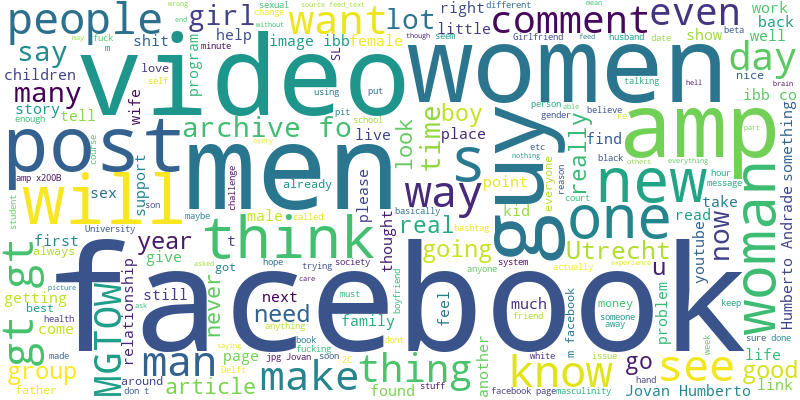 people
girl
shit
help
want
lot
female
right
little
comment
even
different
work
back
video
women
say
children
many
story
tell
image ibb
program
post
men
archive fo
s
guy
amp
new
one
will
think
way
look
time
boy
place
find
really
day
ibb co
something
woman
now
read
take
youtube
Humberto Andrade
facebook
gt gt
MGTOW
relationship
year
give
never
real
going
Utrecht
u
problem
money
kid
male
first
always
getting
best
health
come
group
father
man
page
article
make
thing
know
see
go
good
life
link
Jovan Humberto
need
next
still
family
feel
thought
please
live
already
support
wife
love
sex
son
University
amp x200B
student
course
enough
challenge
maybe
society
hope
trying
system
anyone
everyone
point
hashtag
friend
someone
away
m facebook
facebook page
masculinity
another
stuff
found
much
boyfriend
jpg Jovan
around
don t
Delft
book
fucking
soon
anything
saying
asked
picture
made
basically
called
school
pit
put
using
minute
self
sexual
source feed_text
though
seem
Girlfriend
feed
husband
date
beta
show
well
nice
brain
hell
talking
person
able
gender
believe
re
black
others
everything
nothing
reason
court
hour
message
part
week
keep
sure done
experience
actually
issue
white
hand
must
dont
2C
care
got
t
ask
etc
every
without
change
end
wrong
may
fuck
m
mean
SL